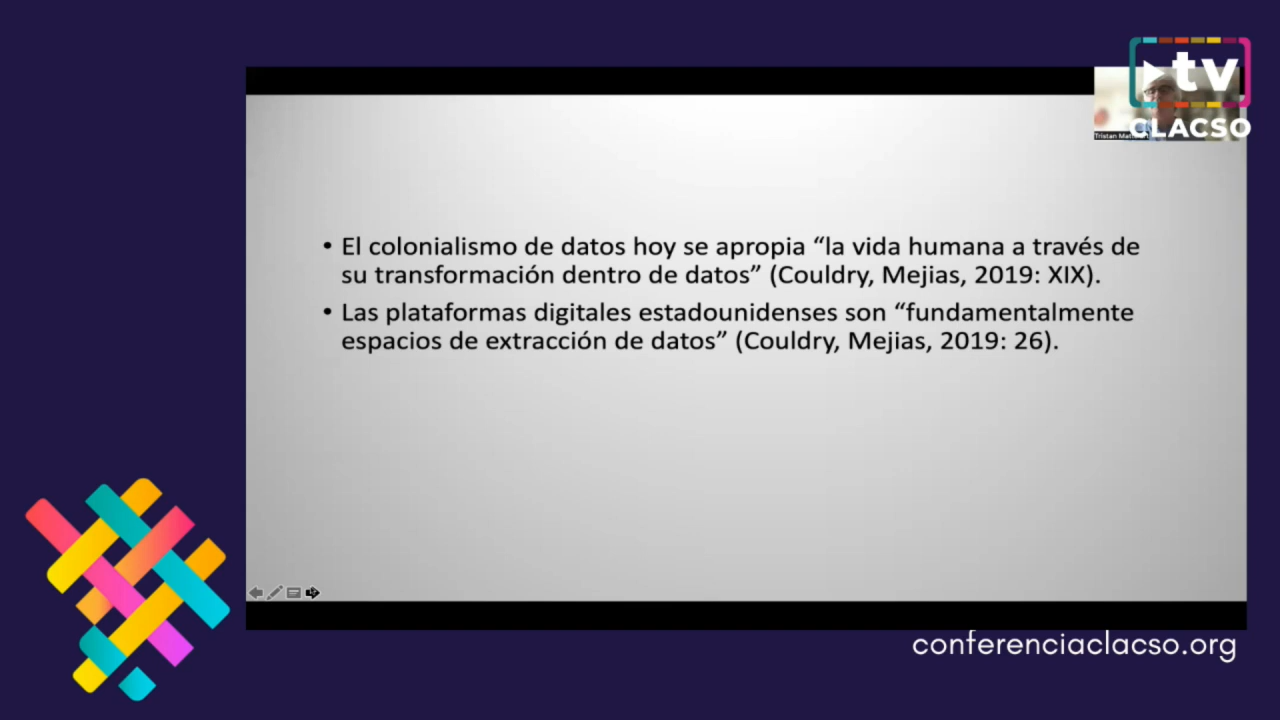 tv
CLACSO
Tristan
• El colonialismo de datos hoy se apropia “la vida humana a través de
su transformación dentro de datos” (Couldry, Mejias, 2019: XIX).
• Las plataformas digitales estadounidenses son “fundamentalmente
espacios de extracción de datos” (Couldry, Mejias, 2019: 26).
conferenciaclacso.org